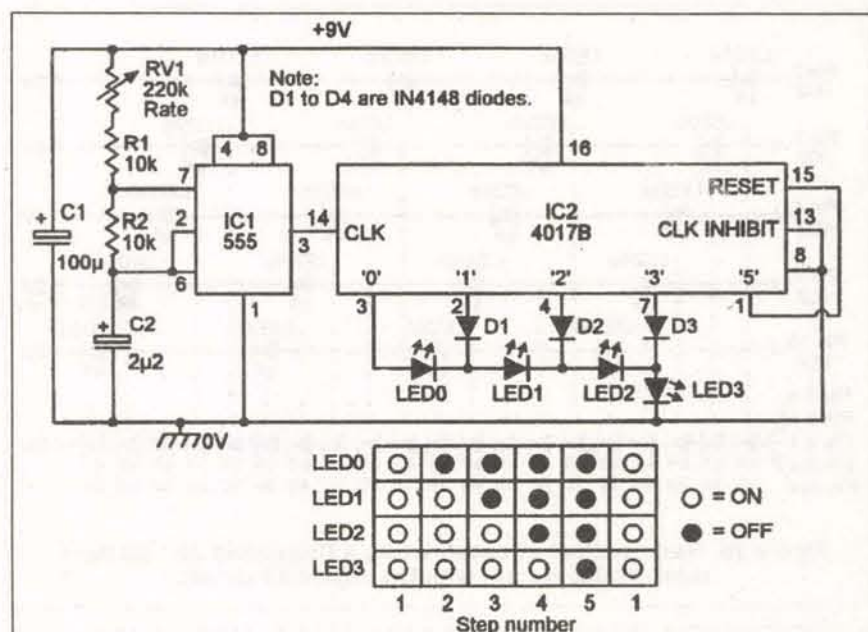 +9V
RV1
220k
Rate
Note:
D1 to D4 are IN4148 diodes.
R1
10k
4 8
16
7
RESET 15
C1
+
100µ
R2
10k
2
IC1
555
6
3
14 CLK
IC2
4017B
CLK INHIBIT 13
8
'0' '1' '2' '3' '5'
3 2 4 7 1
1
D1 D2 D3
C2
+
2µ2
LED0 LED1 LED2 LED3
0V
LED0
LED1
LED2
LED3
= ON
= OFF
1 2 3 4 5 1
Step number